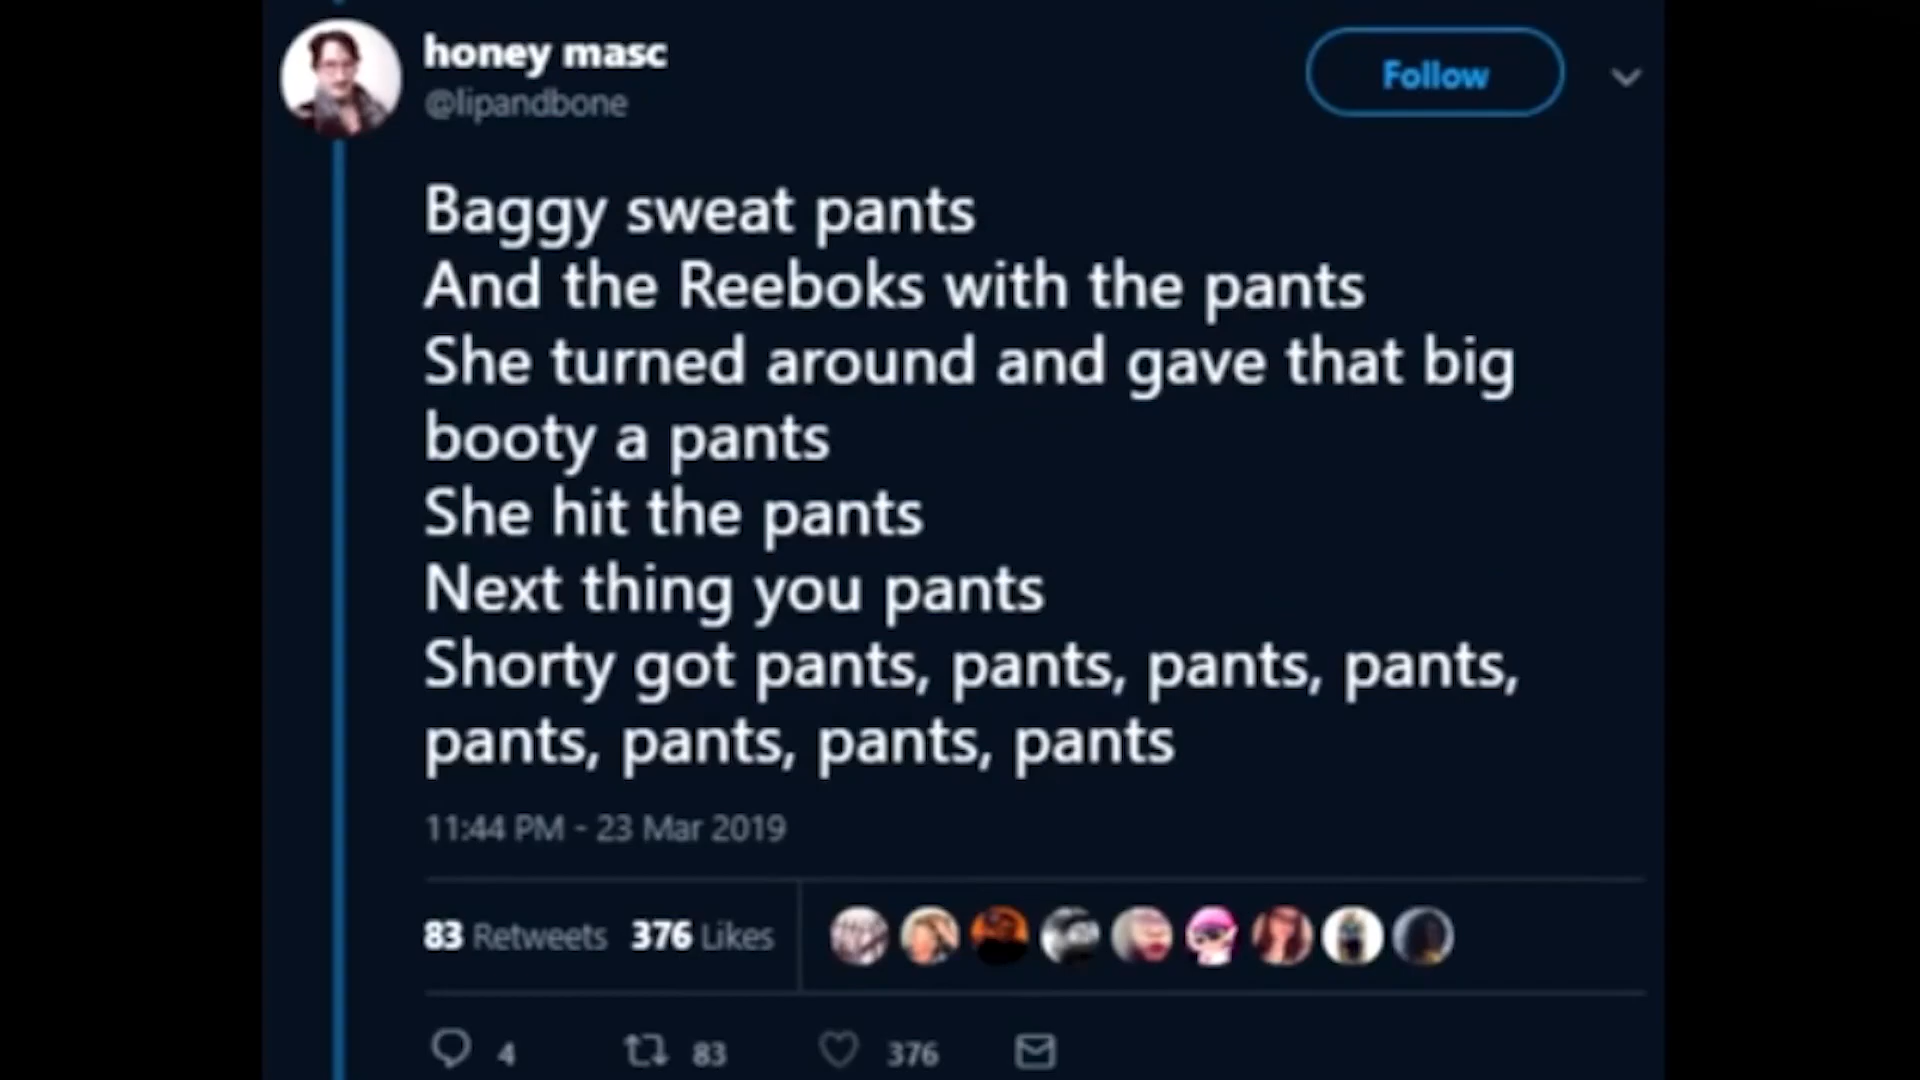 honey masc
@lipandbone
Follow
Baggy sweat pants
And the Reeboks with the pants
She turned around and gave that big
booty a pants
She hit the pants
Next thing you pants
Shorty got pants, pants, pants, pants,
pants, pants, pants, pants
11:44 PM - 23 Mar 2019
83 Retweets 376 Likes
4 83 376